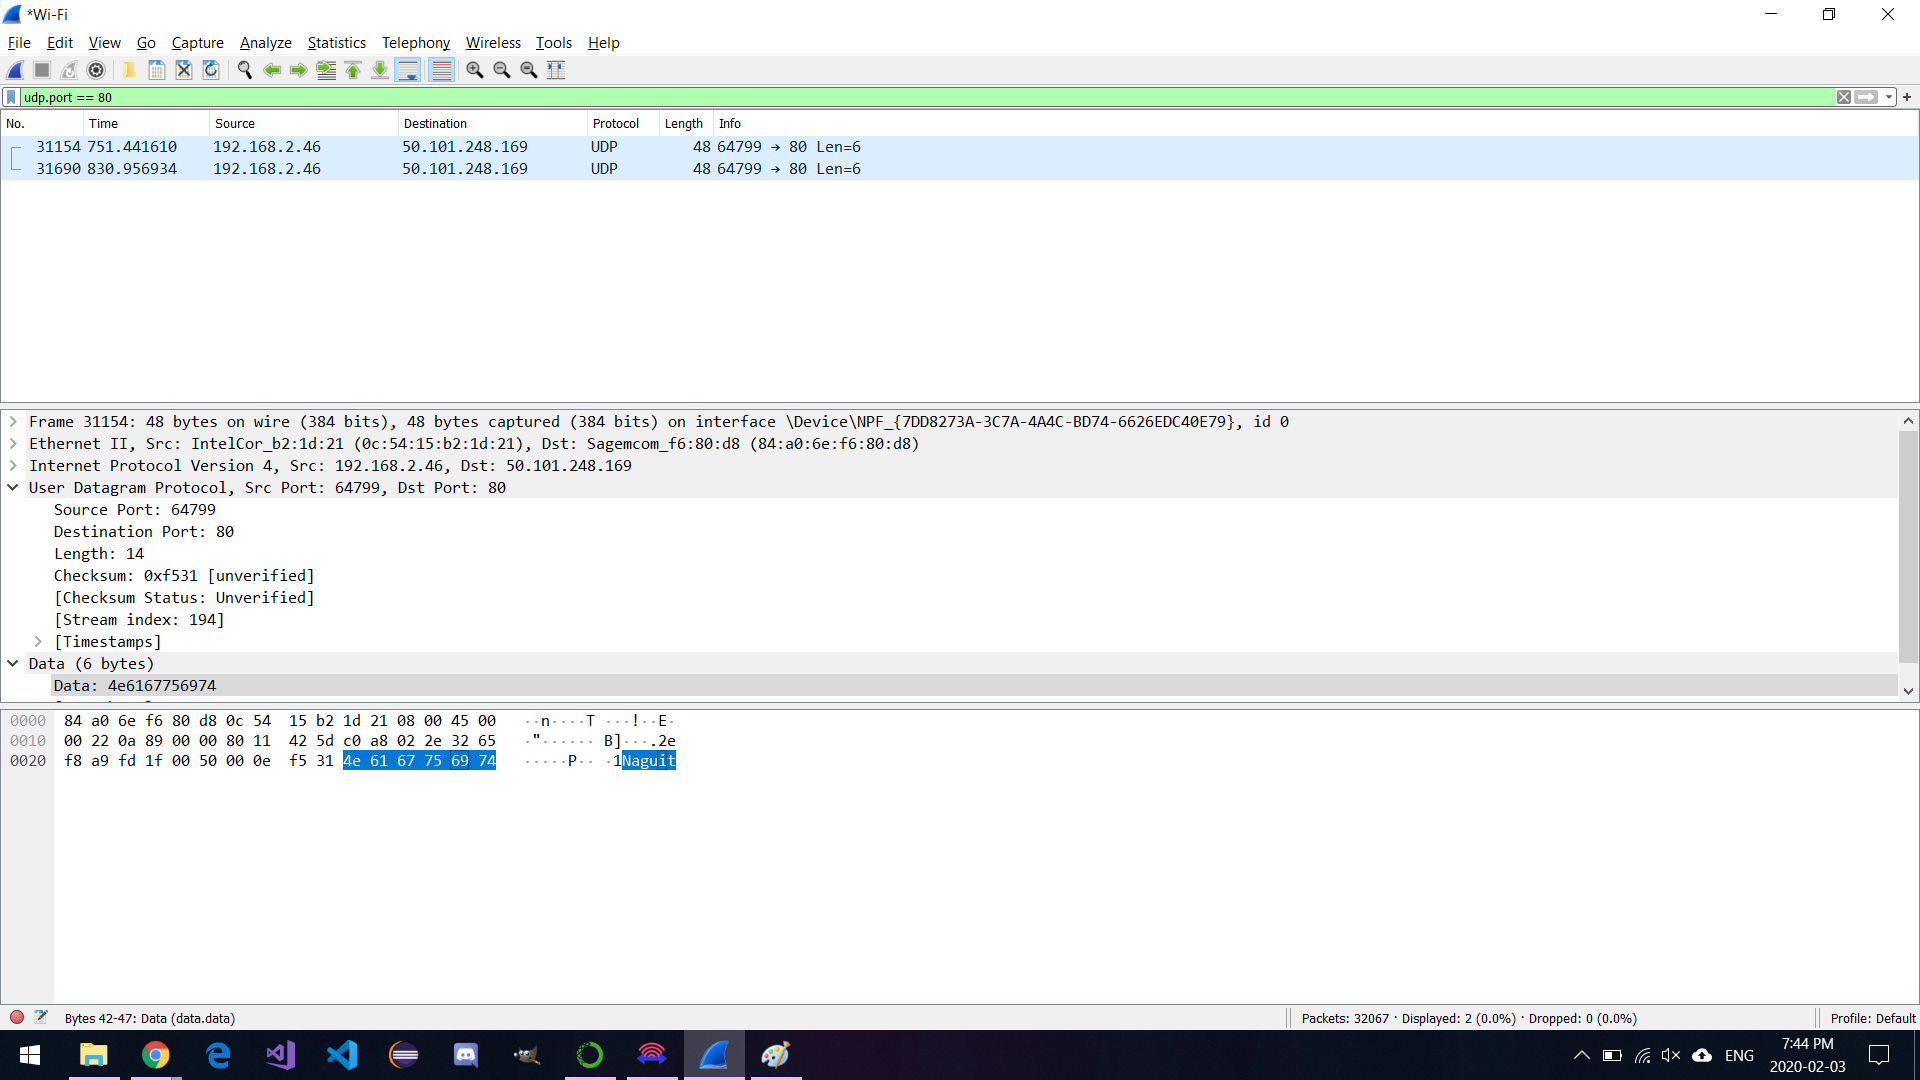 *Wi-Fi
File Edit View Go Capture Analyze Statistics Telephony Wireless Tools Help
udp.port == 80
No. Time Source Destination Protocol Length Info
31154 751.441610 192.168.2.46 50.101.248.169 UDP 48 64799 → 80 Len=6
31690 830.956934 192.168.2.46 50.101.248.169 UDP 48 64799 → 80 Len=6
Frame 31154: 48 bytes on wire (384 bits), 48 bytes captured (384 bits) on interface \Device\NPF_{7DD8273A-3C7A-4A4C-BD74-6626EDC40E79}, id 0
Ethernet II, Src: IntelCor_b2:1d:21 (0c:54:15:b2:1d:21), Dst: Sagemcom_f6:80:d8 (84:a0:6e:f6:80:d8)
Internet Protocol Version 4, Src: 192.168.2.46, Dst: 50.101.248.169
User Datagram Protocol, Src Port: 64799, Dst Port: 80
Source Port: 64799
Destination Port: 80
Length: 14
Checksum: 0xf531 [unverified]
[Checksum Status: Unverified]
[Stream index: 194]
[Timestamps]
Data (6 bytes)
Data: 4e6167756974
0000 84 a0 6e f6 80 d8 0c 54 15 b2 1d 21 08 00 45 00 ··n····T ···!··E·
0010 00 22 0a 89 00 00 80 11 42 5d c0 a8 02 2e 32 65 ·"······ B]···.2e
0020 f8 a9 fd 1f 00 50 00 0e f5 31 4e 61 67 75 69 74 ·····P·· ·1Naguit
Bytes 42-47: Data (data.data)
Packets: 32067 · Displayed: 2 (0.0%) · Dropped: 0 (0.0%)
Profile: Default
ENG
7:44 PM
2020-02-03